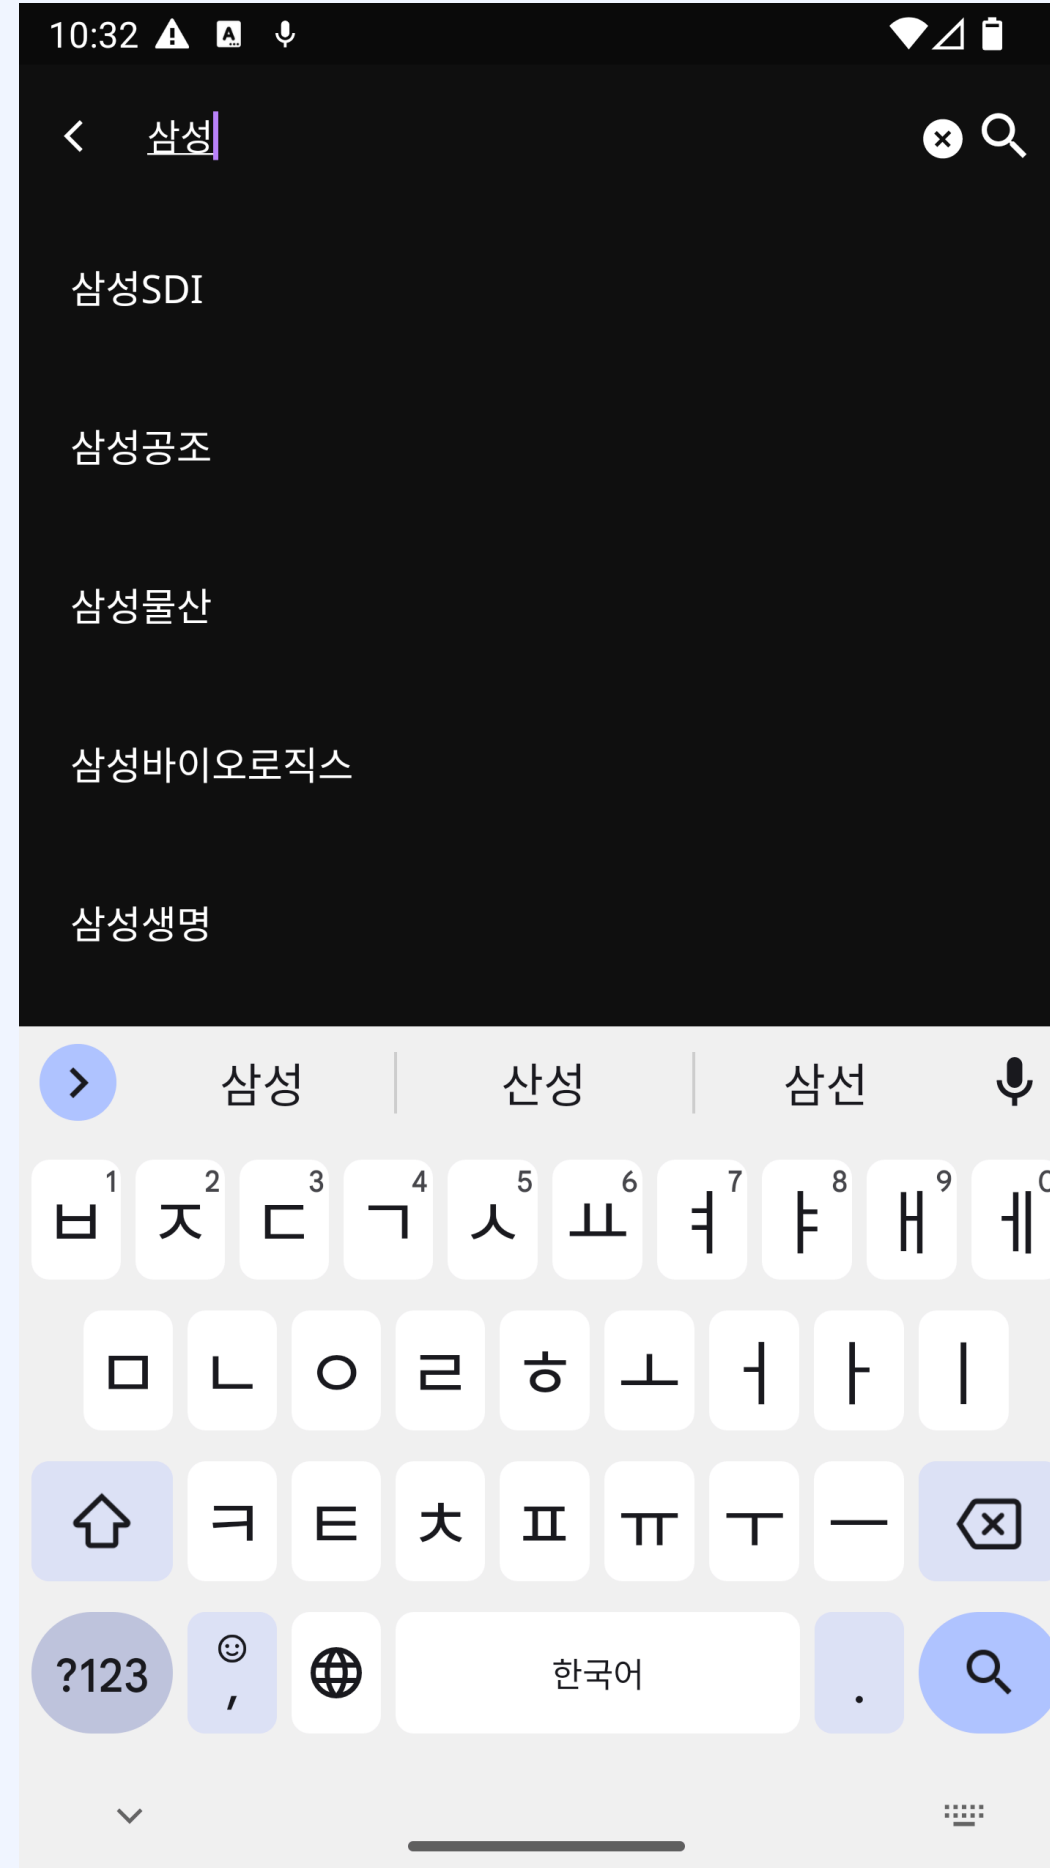 10:32
삼성
삼성SDI
삼성공조
삼성물산
삼성바이오로직스
삼성생명
삼성 산성 삼선
1 2 3 4 5 6 7 8 9 0
ㅂ ㅈ ㄷ ㄱ ㅅ ㅛ ㅕ ㅑ ㅐ ㅔ
ㅁ ㄴ ㅇ ㄹ ㅎ ㅗ ㅓ ㅏ ㅣ
ㅋ ㅌ ㅊ ㅍ ㅠ ㅜ ㅡ
?123 , 한국어 .